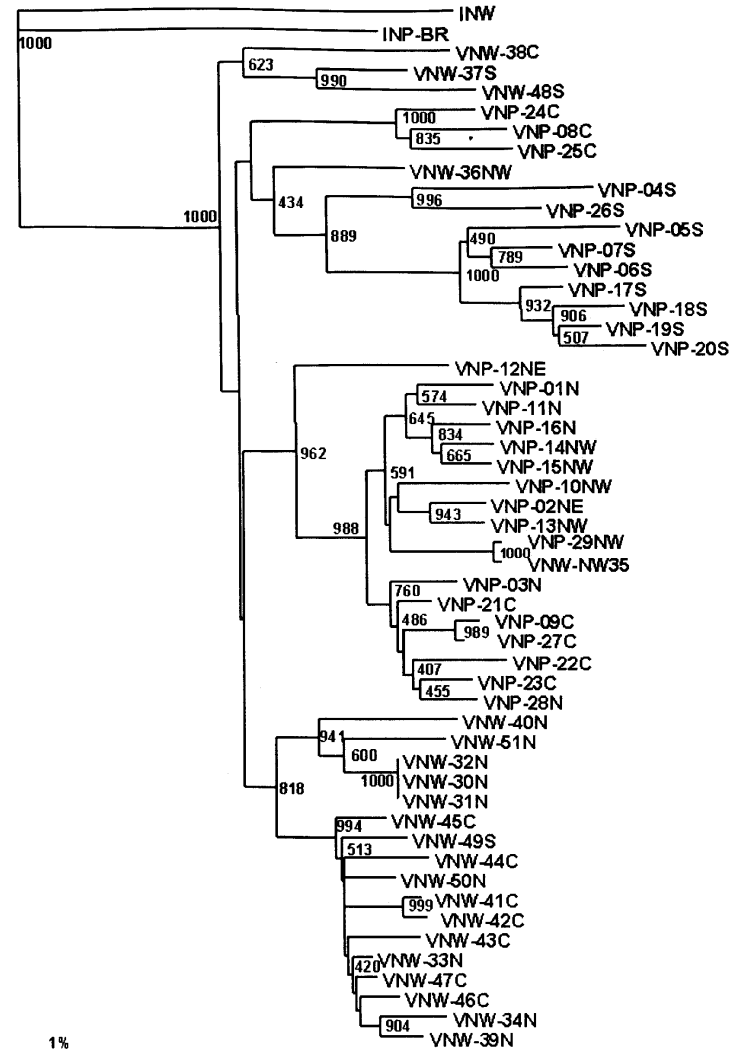 INW
INP-BR
1000
VNW-38C
623
VNW-37S
990
VNW-48S
VNP-24C
1000
VNP-08C
835
VNP-25C
VNW-36NW
434
VNP-04S
996
VNP-26S
1000
889
VNP-05S
490
VNP-07S
789
VNP-06S
1000
VNP-17S
932
VNP-18S
906
VNP-19S
507
VNP-20S
VNP-12NE
VNP-01N
574
VNP-11N
645
VNP-16N
834
VNP-14NW
665
VNP-15NW
962
591
VNP-10NW
VNP-02NE
943
VNP-13NW
988
VNP-29NW
1000
VNW-NW35
VNP-03N
760
VNP-21C
486
VNP-09C
989
VNP-27C
VNP-22C
407
VNP-23C
455
VNP-28N
VNW-40N
941
VNW-51N
600
VNW-32N
1000
VNW-30N
818
VNW-31N
VNW-45C
994
VNW-49S
513
VNW-44C
VNW-50N
999
VNW-41C
VNW-42C
VNW-43C
VNW-33N
420
VNW-47C
VNW-46C
VNW-34N
904
VNW-39N
1%